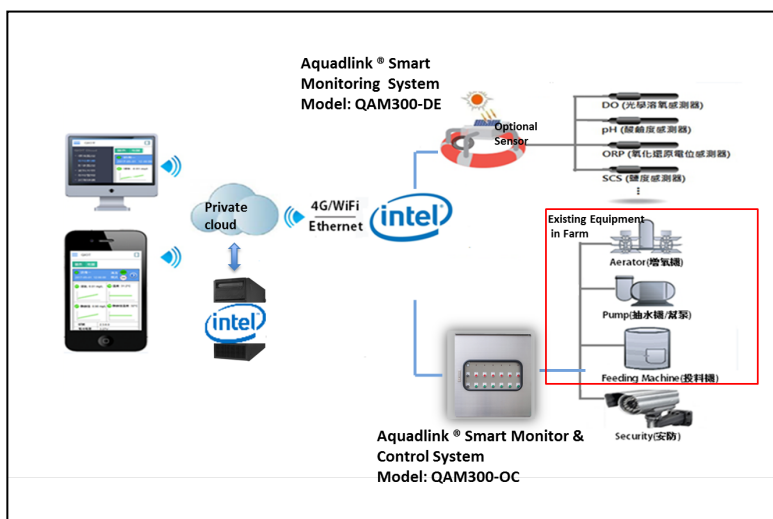 Aquadlink ® Smart
Monitoring System
Model: QAM300-DE
Optional
Sensor
DO (光學溶氧感測器)
pH (酸鹼度感測器)
ORP (氧化還原電位感測器)
SCS (鹽度感測器)
Private
cloud
4G/WiFi
Ethernet
intel
intel
Existing Equipment
in Farm
Aerator(增氧機)
Pump(抽水機/幫泵)
Feeding Machine(投料機)
Security(安防)
Aquadlink ® Smart Monitor &
Control System
Model: QAM300-OC